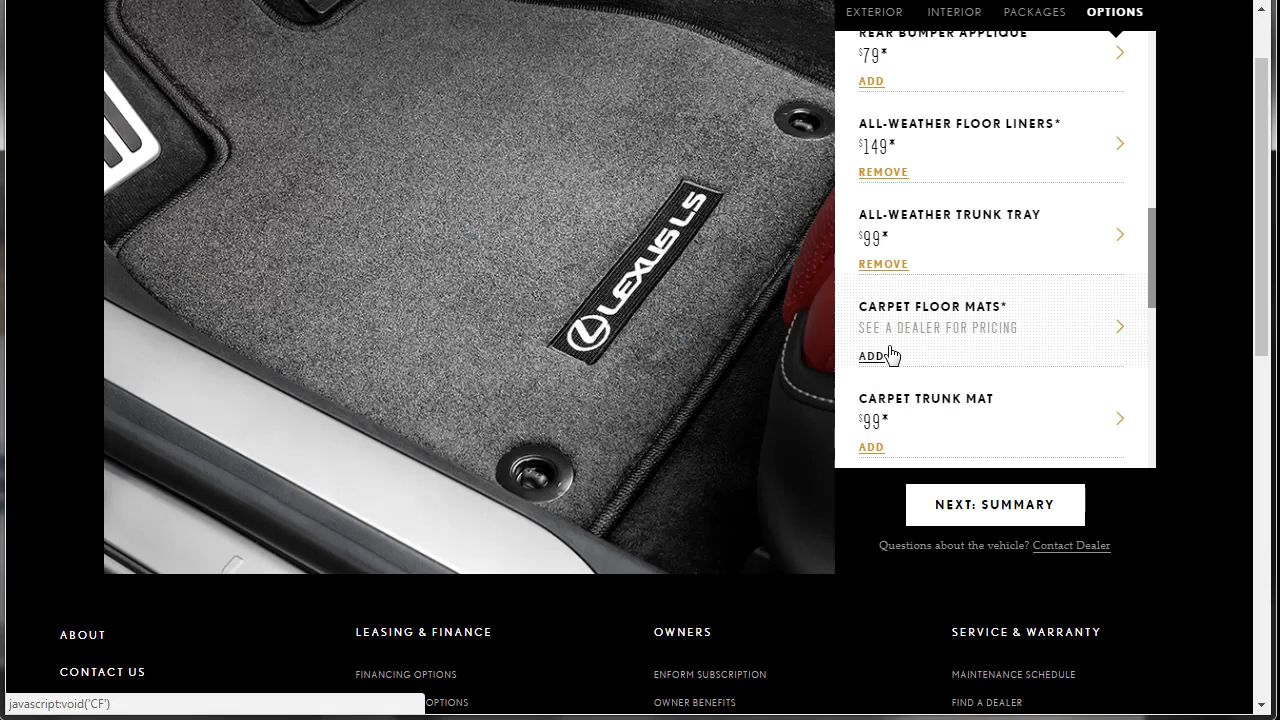 EXTERIOR
INTERIOR
PACKAGES
OPTIONS
REAR BUMPER APPLIQUE
$79*
ADD
ALL-WEATHER FLOOR LINERS*
$149*
REMOVE
ALL-WEATHER TRUNK TRAY
$99*
REMOVE
CARPET FLOOR MATS*
SEE A DEALER FOR PRICING
ADD
CARPET TRUNK MAT
$99*
ADD
LEXUS LS
NEXT: SUMMARY
Questions about the vehicle? Contact Dealer
ABOUT
CONTACT US
LEASING & FINANCE
FINANCING OPTIONS
OPTIONS
OWNERS
ENFORM SUBSCRIPTION
OWNER BENEFITS
SERVICE & WARRANTY
MAINTENANCE SCHEDULE
FIND A DEALER
javascript:void('CF')